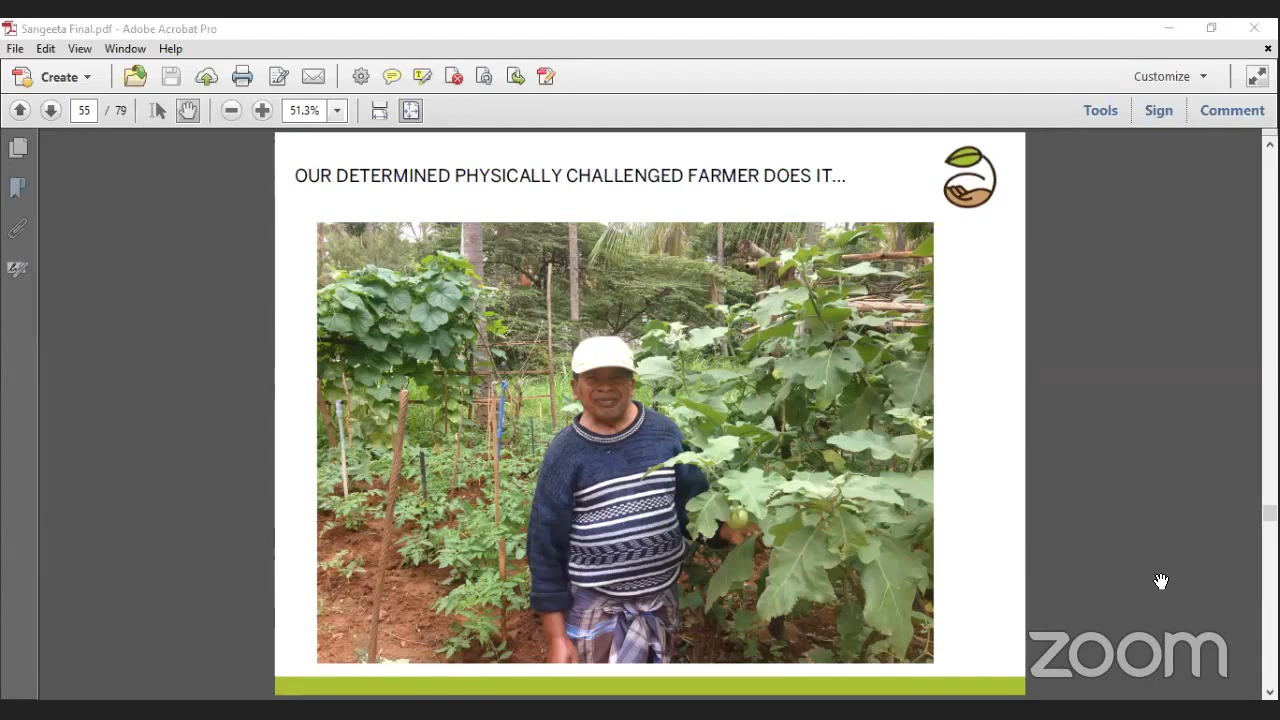 Sangeeta Final.pdf - Adobe Acrobat Pro
File Edit View Window Help
Create Customize
55 / 79 51.3% Tools Sign Comment
OUR DETERMINED PHYSICALLY CHALLENGED FARMER DOES IT...
zoom